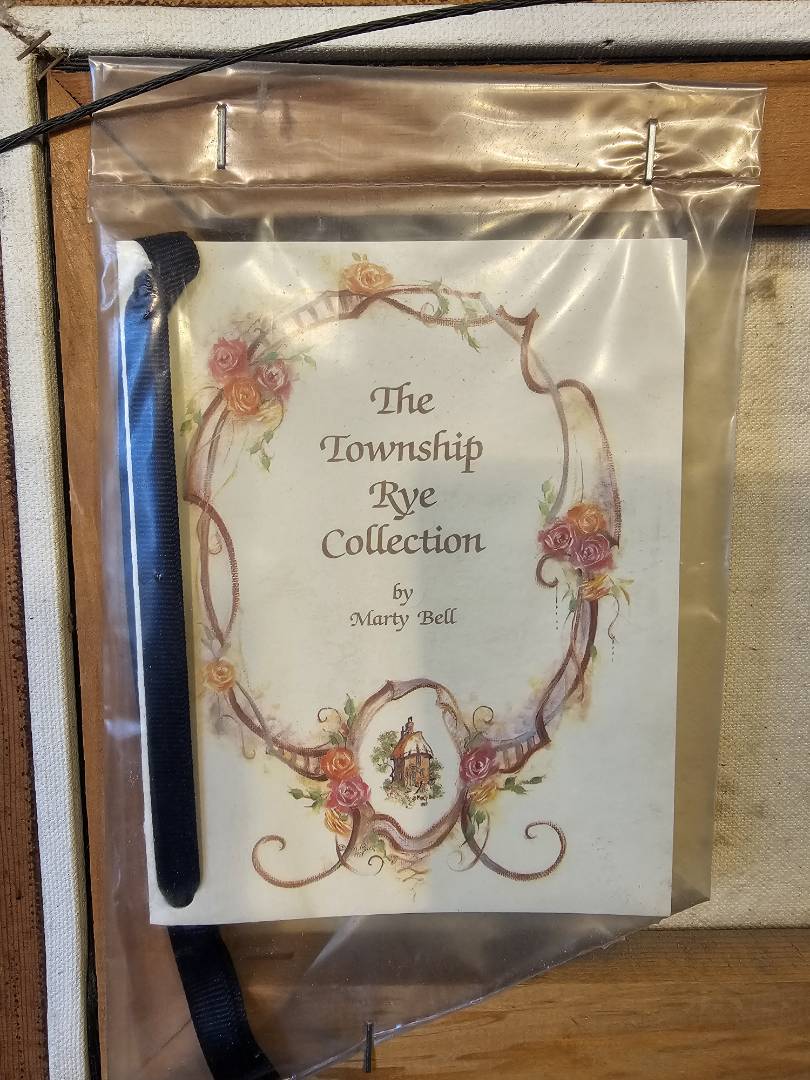 The
Township
Rye
Collection
by
Marty Bell